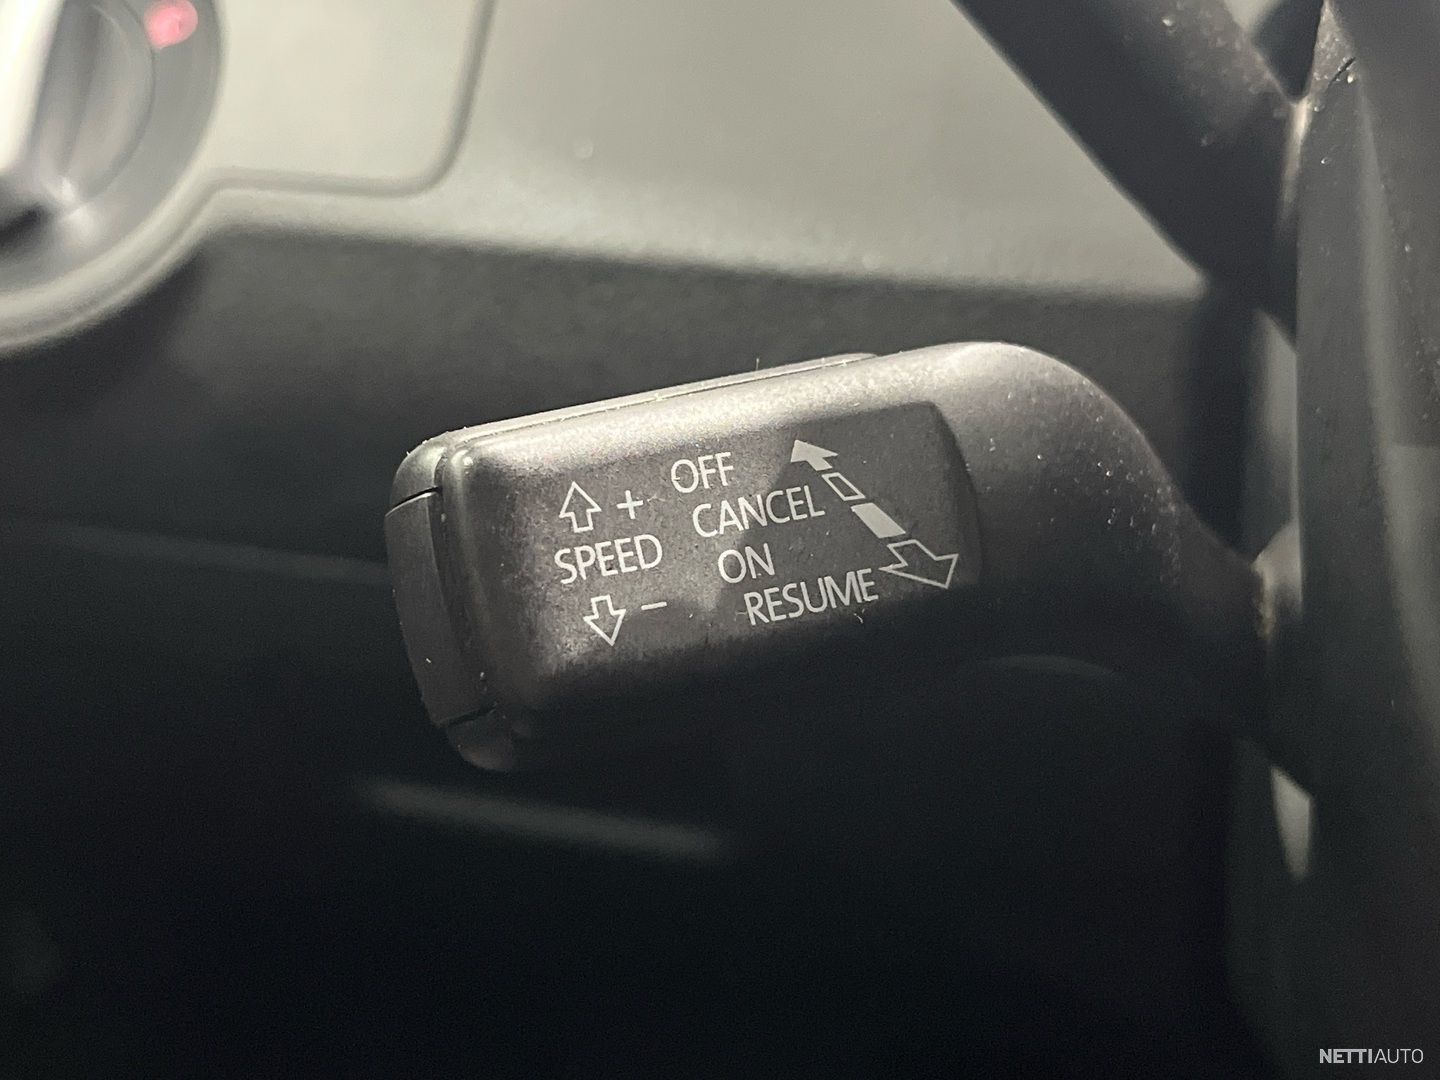 OFF
+ CANCEL
SPEED ON
− RESUME
NETTIAUTO